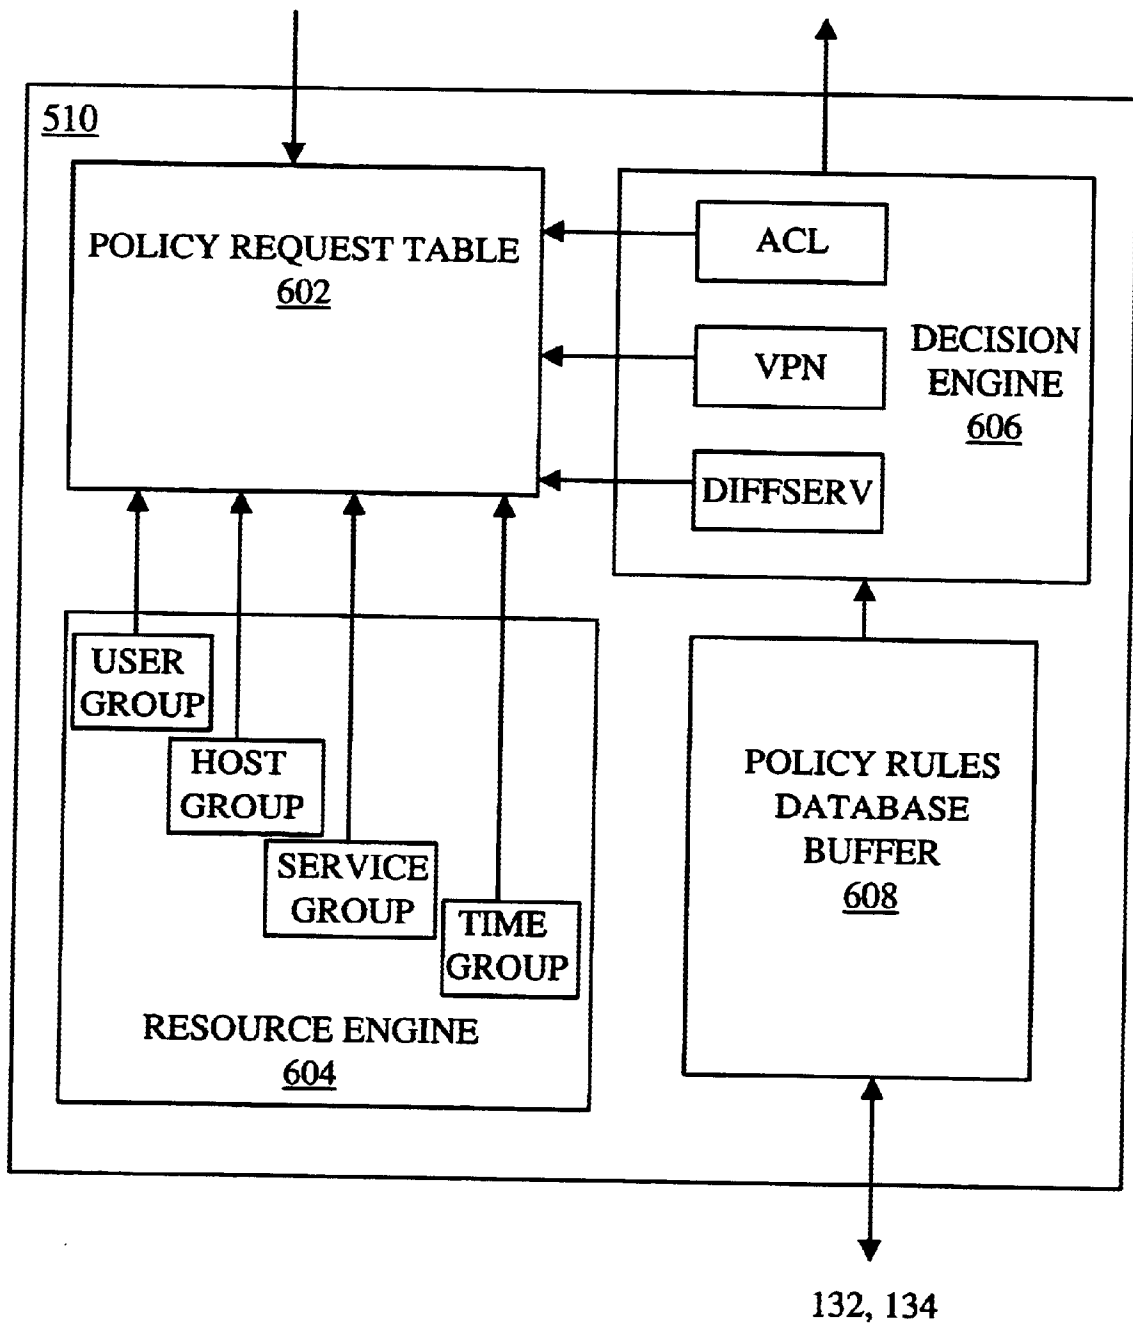 510
POLICY REQUEST TABLE
602
ACL
VPN
DIFFSERV
DECISION
ENGINE
606
USER
GROUP
HOST
GROUP
SERVICE
GROUP
TIME
GROUP
RESOURCE ENGINE
604
POLICY RULES
DATABASE
BUFFER
608
132, 134